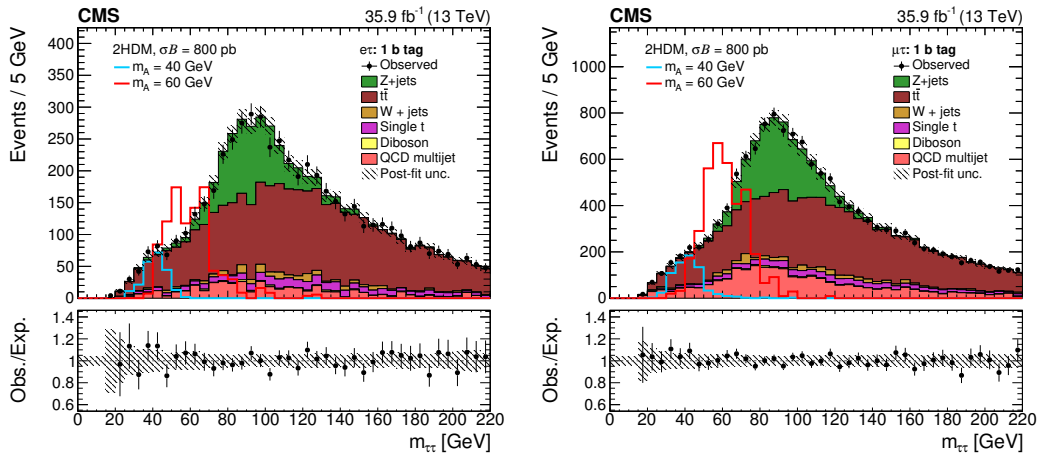 CMS 35.9 fb⁻¹ (13 TeV)
Events / 5 GeV
400
350
300
250
200
150
100
50
0
2HDM, σB = 800 pb
m_A = 40 GeV
m_A = 60 GeV
eτ: 1 b tag
Observed
Z+jets
tt̄
W + jets
Single t
Diboson
QCD multijet
Post-fit unc.
Obs./Exp.
1.4
1.2
1
0.8
0.6
0 20 40 60 80 100 120 140 160 180 200 220
m_ττ [GeV]
CMS 35.9 fb⁻¹ (13 TeV)
Events / 5 GeV
1000
800
600
400
200
0
2HDM, σB = 800 pb
m_A = 40 GeV
m_A = 60 GeV
μτ: 1 b tag
Observed
Z+jets
tt̄
W + jets
Single t
Diboson
QCD multijet
Post-fit unc.
Obs./Exp.
1.4
1.2
1
0.8
0.6
0 20 40 60 80 100 120 140 160 180 200 220
m_ττ [GeV]